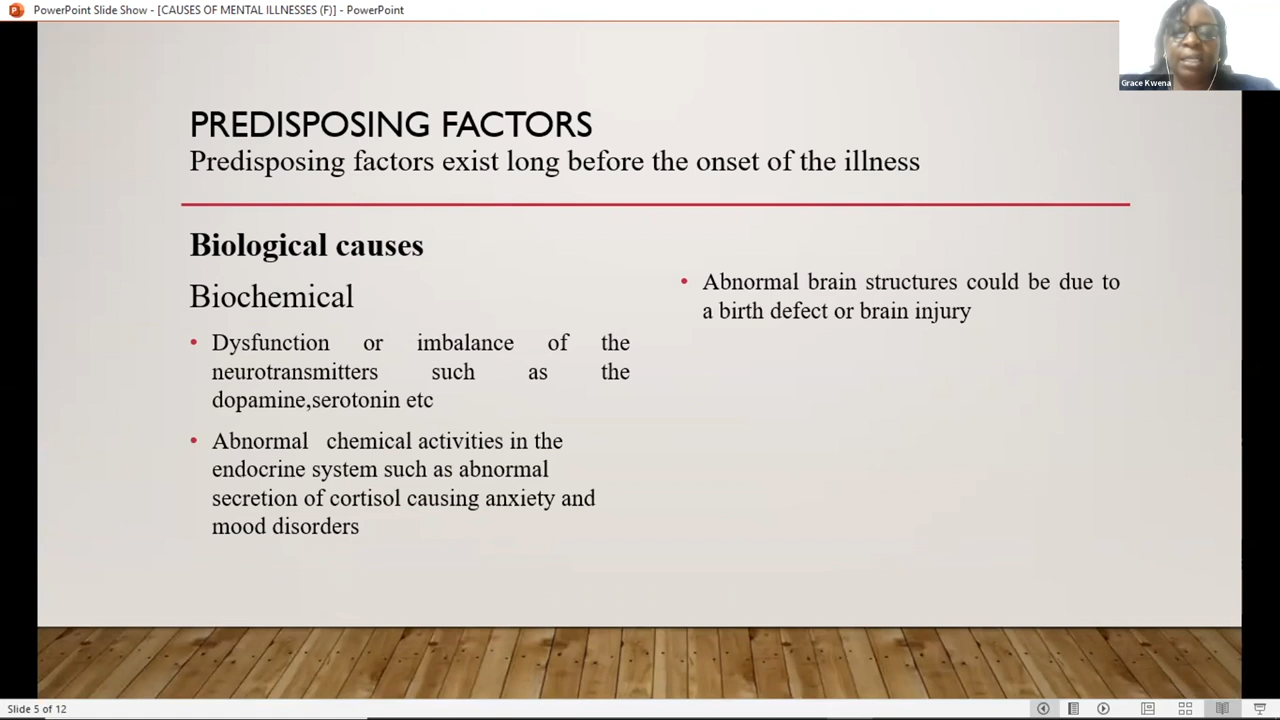 PowerPoint Slide Show - [CAUSES OF MENTAL ILLNESSES (F)] - PowerPoint
Grace Kwena
PREDISPOSING FACTORS
Predisposing factors exist long before the onset of the illness
Biological causes
Biochemical
• Dysfunction or imbalance of the
neurotransmitters such as the
dopamine,serotonin etc
• Abnormal chemical activities in the
endocrine system such as abnormal
secretion of cortisol causing anxiety and
mood disorders
• Abnormal brain structures could be due to
a birth defect or brain injury
Slide 5 of 12